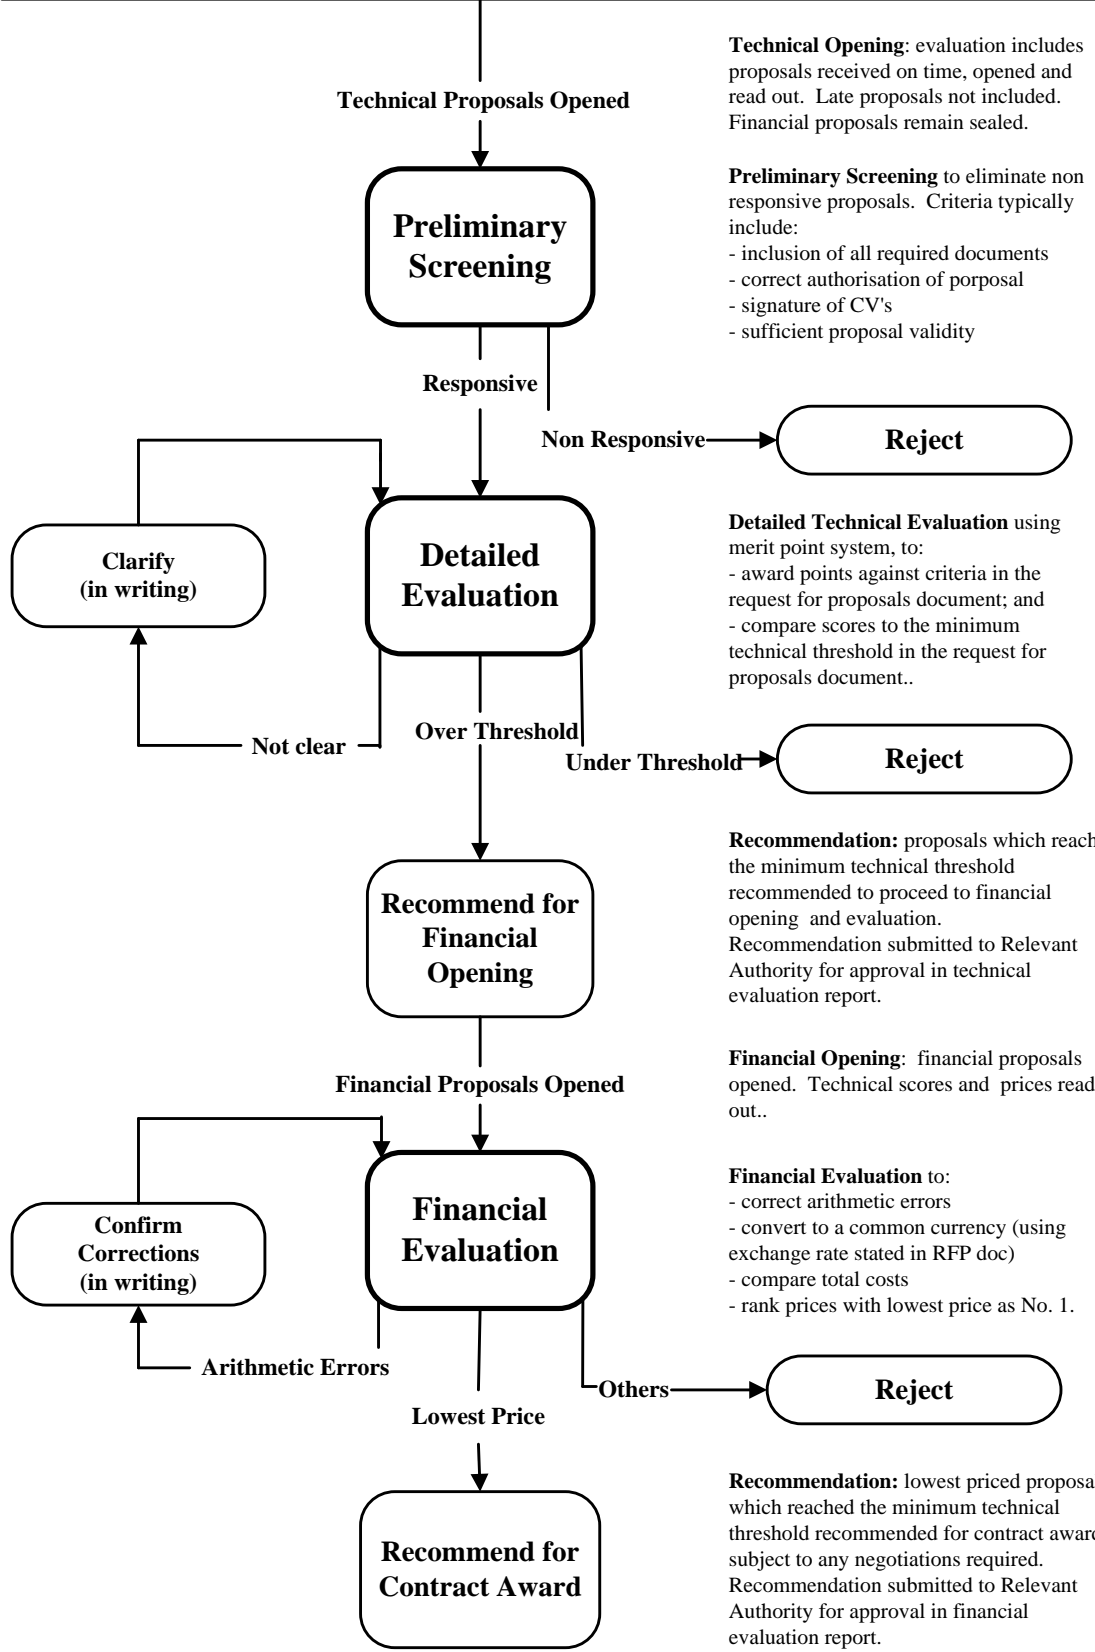 Technical Opening: evaluation includes
proposals received on time, opened and
read out.  Late proposals not included.
Financial proposals remain sealed.
Technical Proposals Opened
Preliminary Screening to eliminate non
responsive proposals.  Criteria typically
include:
- inclusion of all required documents
- correct authorisation of porposal
- signature of CV's
- sufficient proposal validity
Preliminary
Screening
Responsive
Non Responsive
Reject
Clarify
(in writing)
Detailed
Evaluation
Detailed Technical Evaluation using
merit point system, to:
- award points against criteria in the
request for proposals document; and
- compare scores to the minimum
technical threshold in the request for
proposals document..
Not clear
Over Threshold
Under Threshold
Reject
Recommend for
Financial
Opening
Recommendation: proposals which reach
the minimum technical threshold
recommended to proceed to financial
opening  and evaluation.
Recommendation submitted to Relevant
Authority for approval in technical
evaluation report.
Financial Proposals Opened
Financial Opening:  financial proposals
opened.  Technical scores and  prices read
out..
Confirm
Corrections
(in writing)
Financial
Evaluation
Financial Evaluation to:
- correct arithmetic errors
- convert to a common currency (using
exchange rate stated in RFP doc)
- compare total costs
- rank prices with lowest price as No. 1.
Arithmetic Errors
Lowest Price
Others
Reject
Recommend for
Contract Award
Recommendation: lowest priced proposa
which reached the minimum technical
threshold recommended for contract award
subject to any negotiations required.
Recommendation submitted to Relevant
Authority for approval in financial
evaluation report.